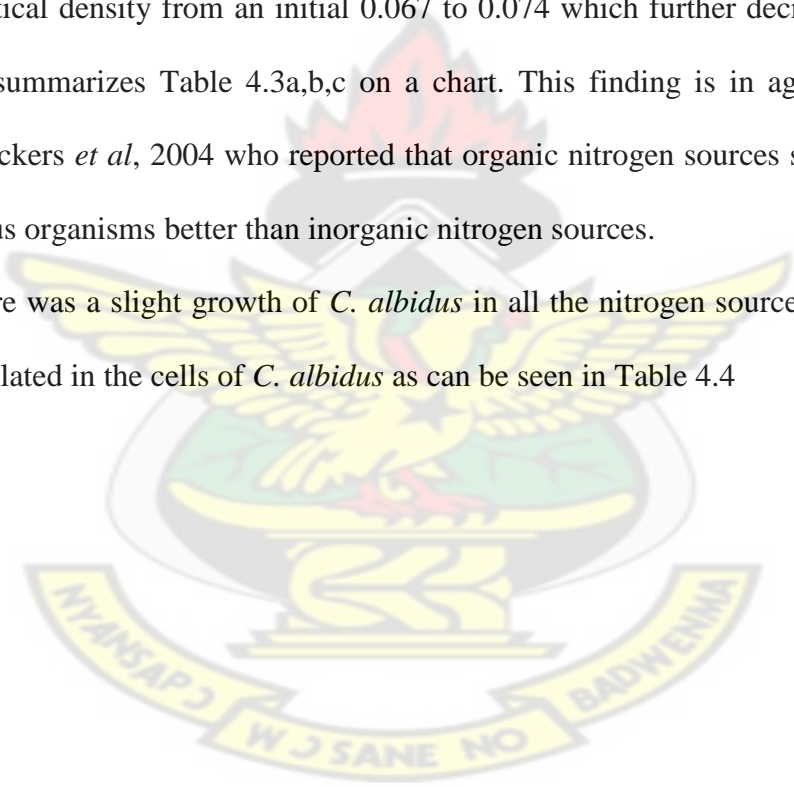 tical density from an initial 0.067 to 0.074 which further deci
summarizes Table 4.3a,b,c on a chart. This finding is in ag
ckers et al, 2004 who reported that organic nitrogen sources s
us organisms better than inorganic nitrogen sources.
re was a slight growth of C. albidus in all the nitrogen source
lated in the cells of C. albidus as can be seen in Table 4.4
NYANSAPƆ
WƆ SANE NO
BADWENMA